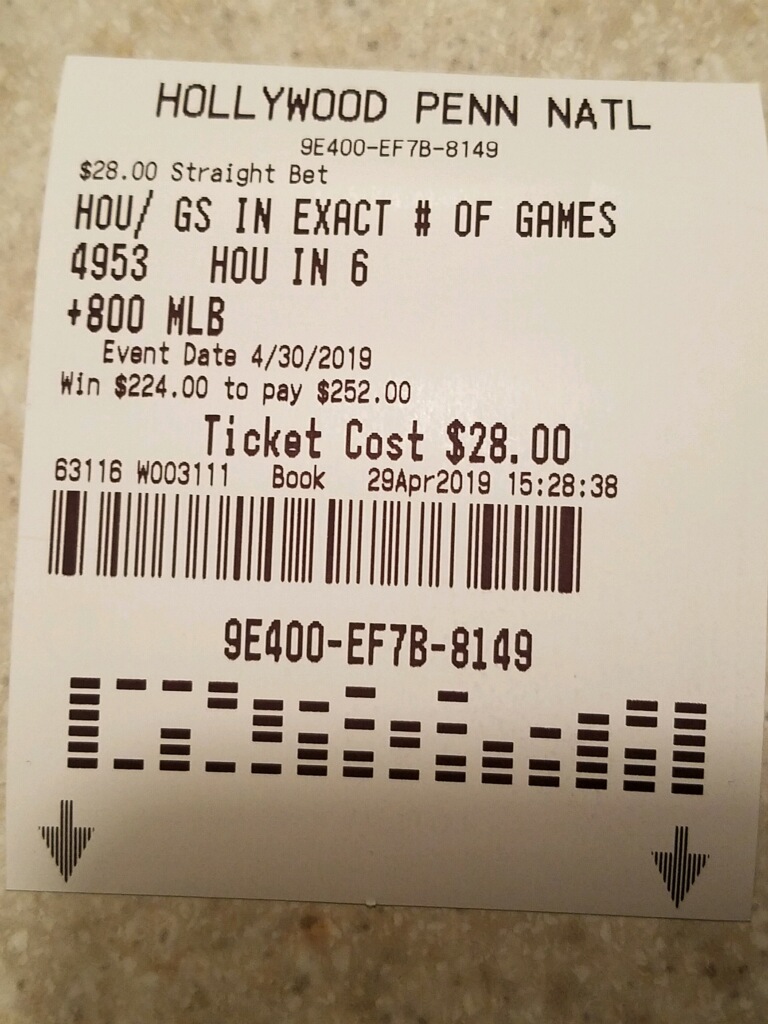 HOLLYWOOD PENN NATL
9E400-EF7B-8149
$28.00 Straight Bet
HOU/ GS IN EXACT # OF GAMES
4953 HOU IN 6
+800 MLB
Event Date 4/30/2019
Win $224.00 to pay $252.00
Ticket Cost $28.00
63116 W003111 Book 29Apr2019 15:28:38
9E400-EF7B-8149